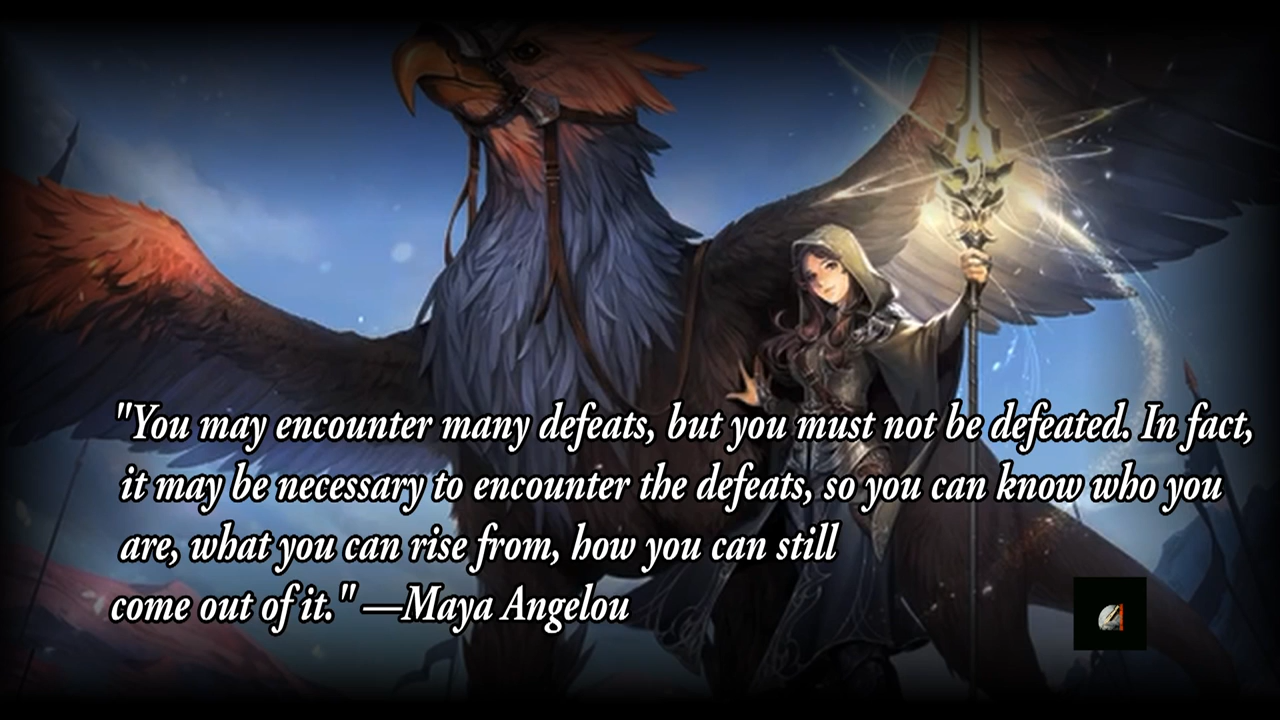 "You may encounter many defeats, but you must not be defeated. In fact,
it may be necessary to encounter the defeats, so you can know who you
are, what you can rise from, how you can still
come out of it." —Maya Angelou